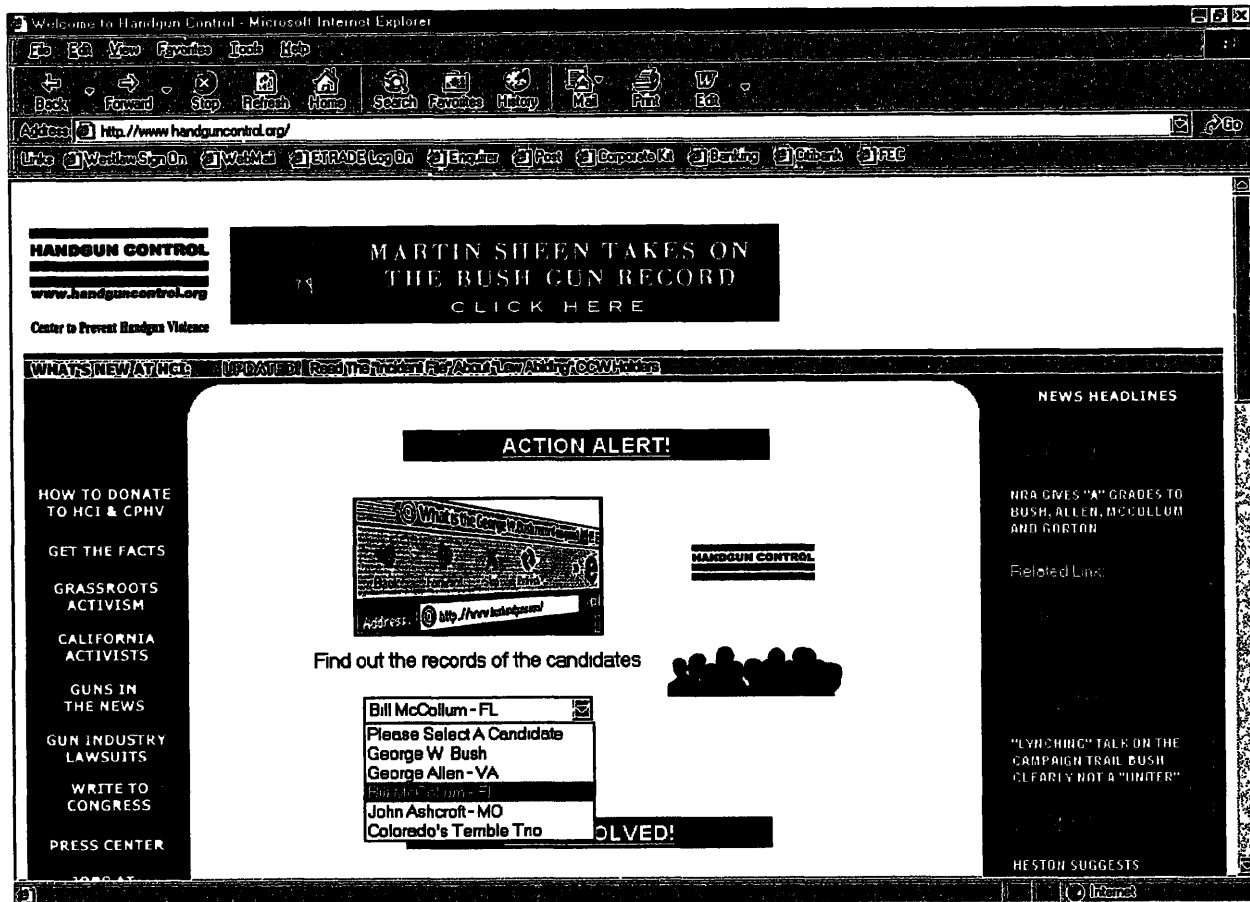 Welcome to Handgun Control - Microsoft Internet Explorer
File Edit View Favorites Tools Help
Back Forward Stop Refresh Home Search Favorites History Mail Print Edit
Address http://www handguncontrol.org/ Go
Links Westlaw Sign On WebMail ETRADE Log On Enquirer Post Corporate Kit Banking Citibank FEC
HANDGUN CONTROL
www.handguncontrol.org
Center to Prevent Handgun Violence
MARTIN SHEEN TAKES ON
THE BUSH GUN RECORD
CLICK HERE
WHAT'S NEW AT HCI: UPDATED! Read The "Incident File" About "Law Abiding" CCW Holders
HOW TO DONATE
TO HCI & CPHV
GET THE FACTS
GRASSROOTS
ACTIVISM
CALIFORNIA
ACTIVISTS
GUNS IN
THE NEWS
GUN INDUSTRY
LAWSUITS
WRITE TO
CONGRESS
PRESS CENTER
ACTION ALERT!
What's the George W.
Address:
HANDGUN CONTROL
Find out the records of the candidates
Bill McCollum - FL
Please Select A Candidate
George W Bush
George Allen - VA
Bill McCollum - FL
John Ashcroft - MO
Colorado's Terrible Trio
OLVED!
NEWS HEADLINES
NRA GIVES "A" GRADES TO
BUSH, ALLEN, MCCOLLUM
AND GORTON
Related Link:
"LYNCHING" TALK ON THE
CAMPAIGN TRAIL BUSH
CLEARLY NOT A "UNITER"
HESTON SUGGESTS
Internet